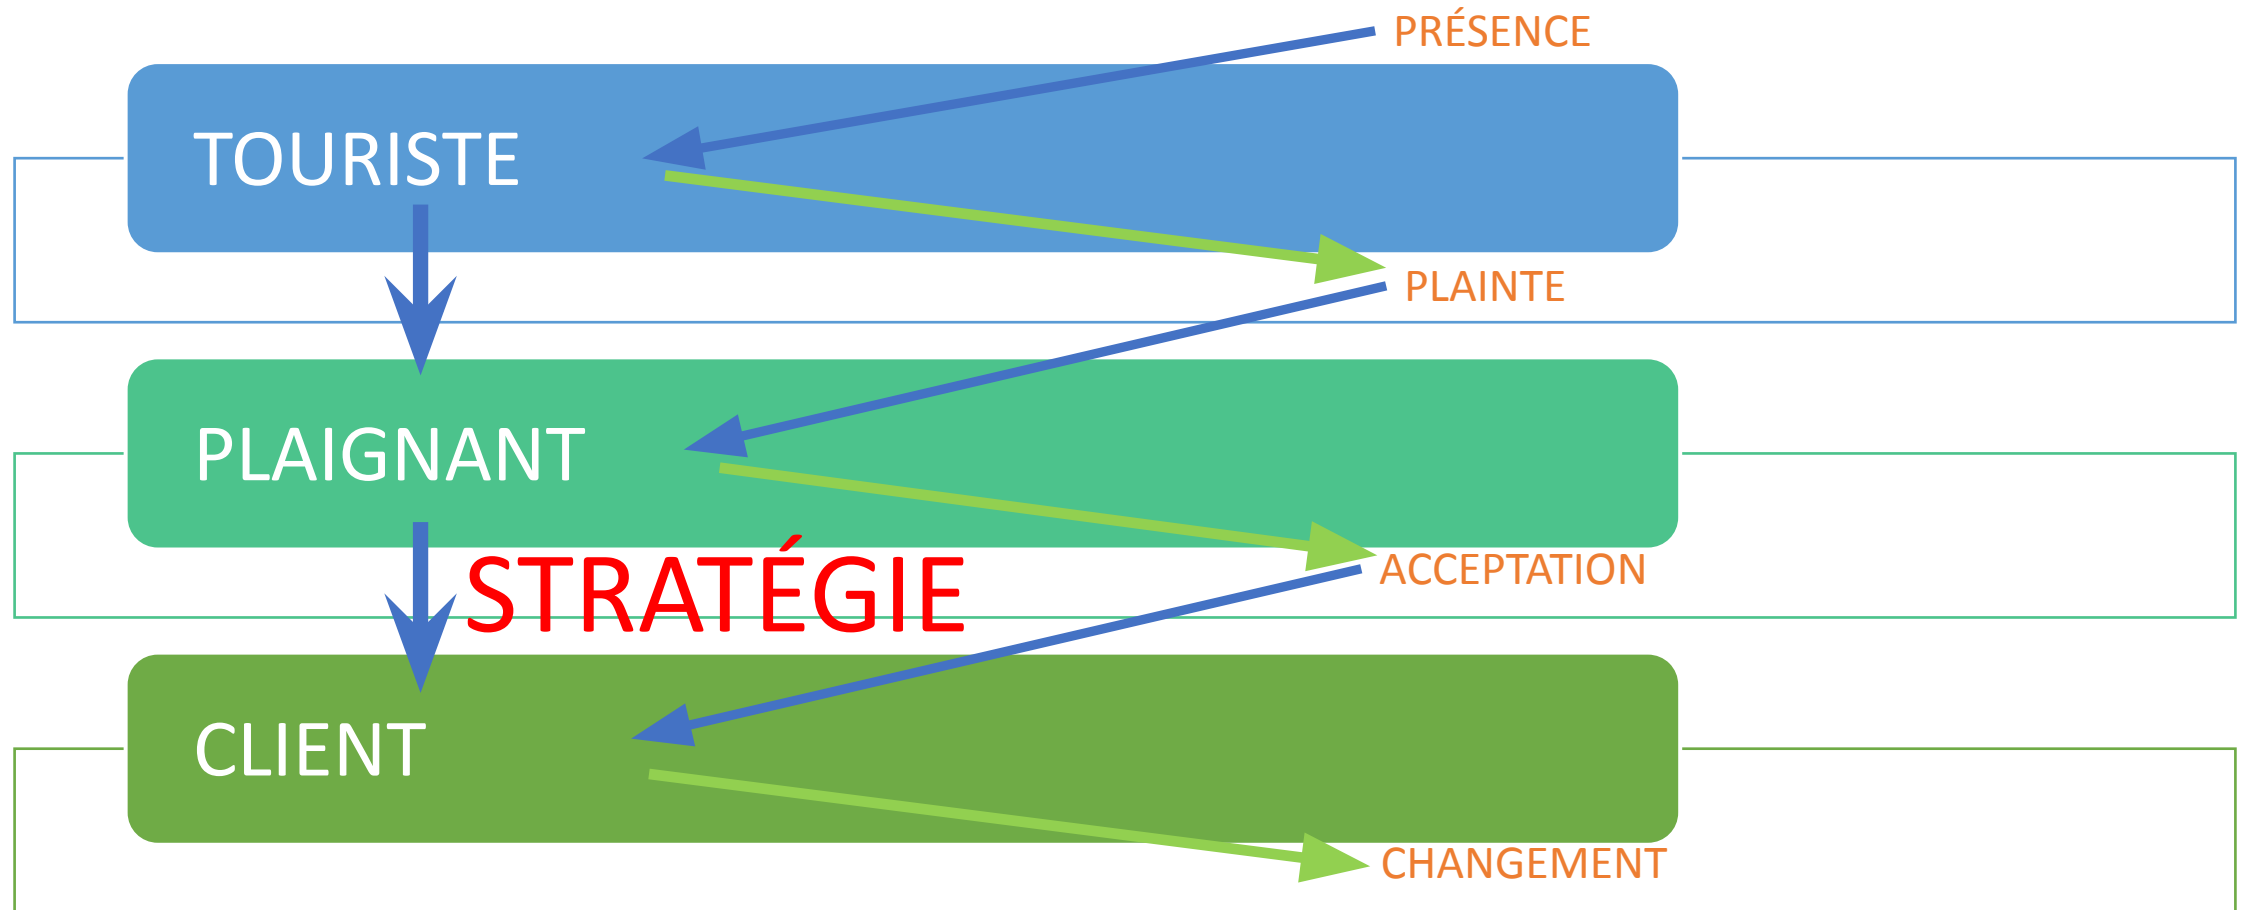 PRÉSENCE
TOURISTE
PLAINTE
PLAIGNANT
STRATÉGIE
ACCEPTATION
CLIENT
CHANGEMENT